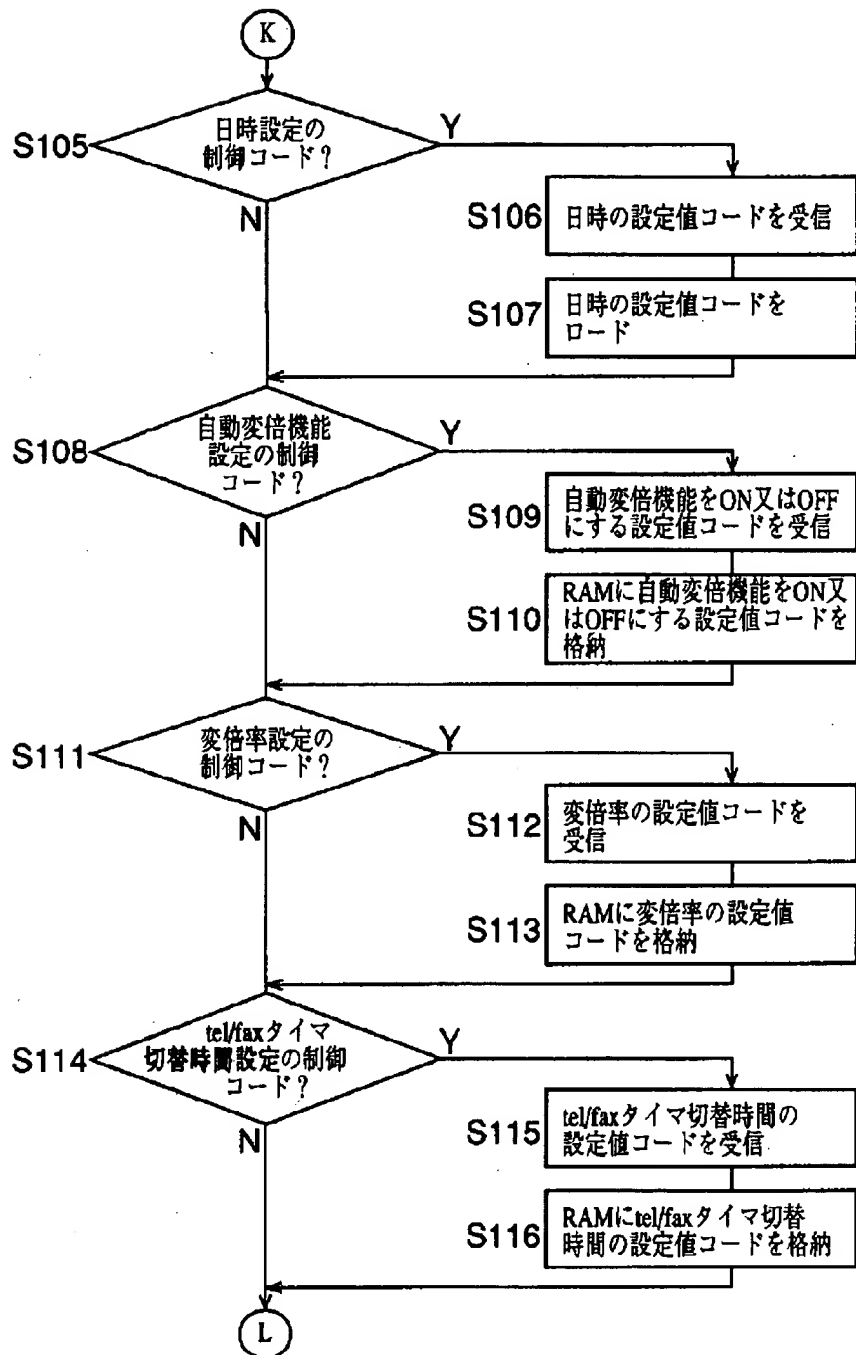 K
S105
日時設定の
制御コード?
Y
N
S106
日時の設定値コードを受信
S107
日時の設定値コードを
ロード
S108
自動変倍機能
設定の制御
コード?
Y
N
S109
自動変倍機能をON又はOFF
にする設定値コードを受信
S110
RAMに自動変倍機能をON又
はOFFにする設定値コードを
格納
S111
変倍率設定の
制御コード?
Y
N
S112
変倍率の設定値コードを
受信
S113
RAMに変倍率の設定値
コードを格納
S114
tel/faxタイマ
切替時間設定の制御
コード?
Y
N
S115
tel/faxタイマ切替時間の
設定値コードを受信
S116
RAMにtel/faxタイマ切替
時間の設定値コードを格納
L